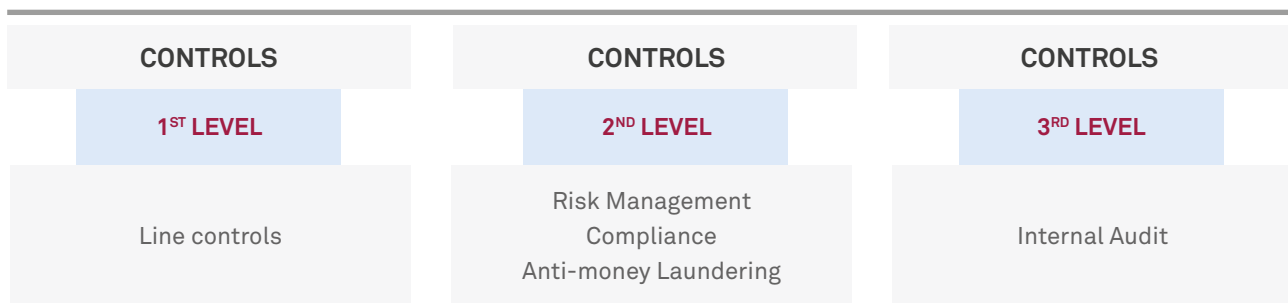 CONTROLS
1ST LEVEL
Line controls
CONTROLS
2ND LEVEL
Risk Management
Compliance
Anti-money Laundering
CONTROLS
3RD LEVEL
Internal Audit